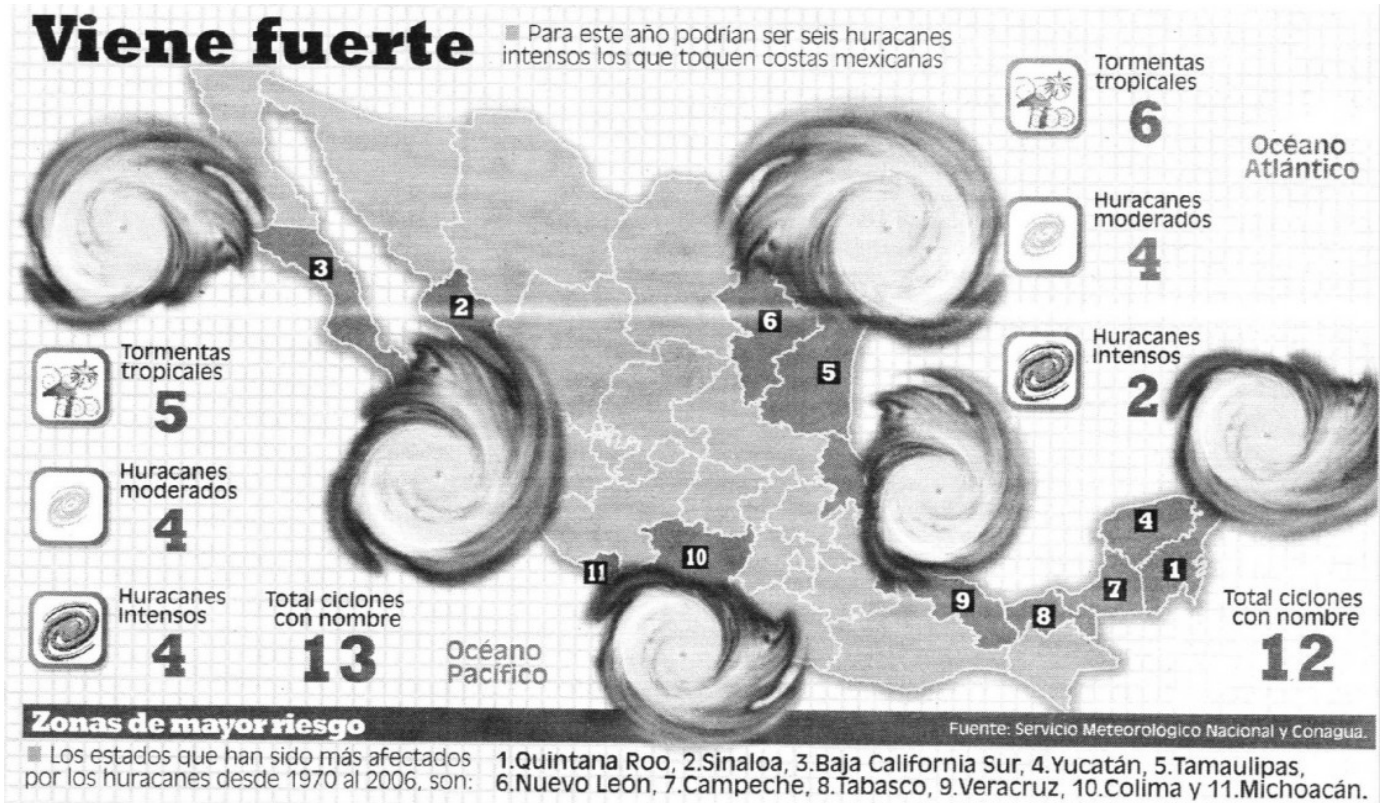 Viene fuerte
Para este año podrían ser seis huracanes
intensos los que toquen costas mexicanas
Tormentas
tropicales
6
Océano
Atlántico
Huracanes
moderados
4
Huracanes
Intensos
2
3
2
6
5
Tormentas
tropicales
5
Huracanes
moderados
4
Huracanes
Intensos
4
Total ciclones
con nombre
13
Océano
Pacífico
10
11
4
1
7
9
8
Total ciclones
con nombre
12
Zonas de mayor riesgo
Fuente: Servicio Meteorológico Nacional y Conagua.
Los estados que han sido más afectados
por los huracanes desde 1970 al 2006, son:
1.Quintana Roo, 2.Sinaloa, 3.Baja California Sur, 4.Yucatán, 5.Tamaulipas,
6.Nuevo León, 7.Campeche, 8.Tabasco, 9.Veracruz, 10.Colima y 11.Michoacán.